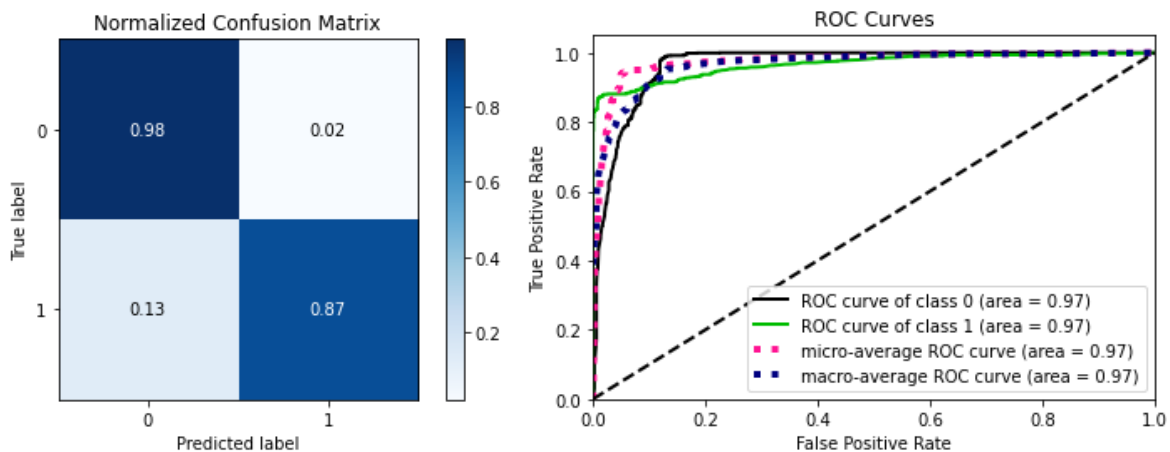 Normalized Confusion Matrix
True label
0
0.98
0.02
1
0.13
0.87
0
1
Predicted label
0.8
0.6
0.4
0.2
ROC Curves
True Positive Rate
1.0
0.8
0.6
0.4
0.2
0.0
ROC curve of class 0 (area = 0.97)
ROC curve of class 1 (area = 0.97)
micro-average ROC curve (area = 0.97)
macro-average ROC curve (area = 0.97)
0.0
0.2
0.4
0.6
0.8
1.0
False Positive Rate